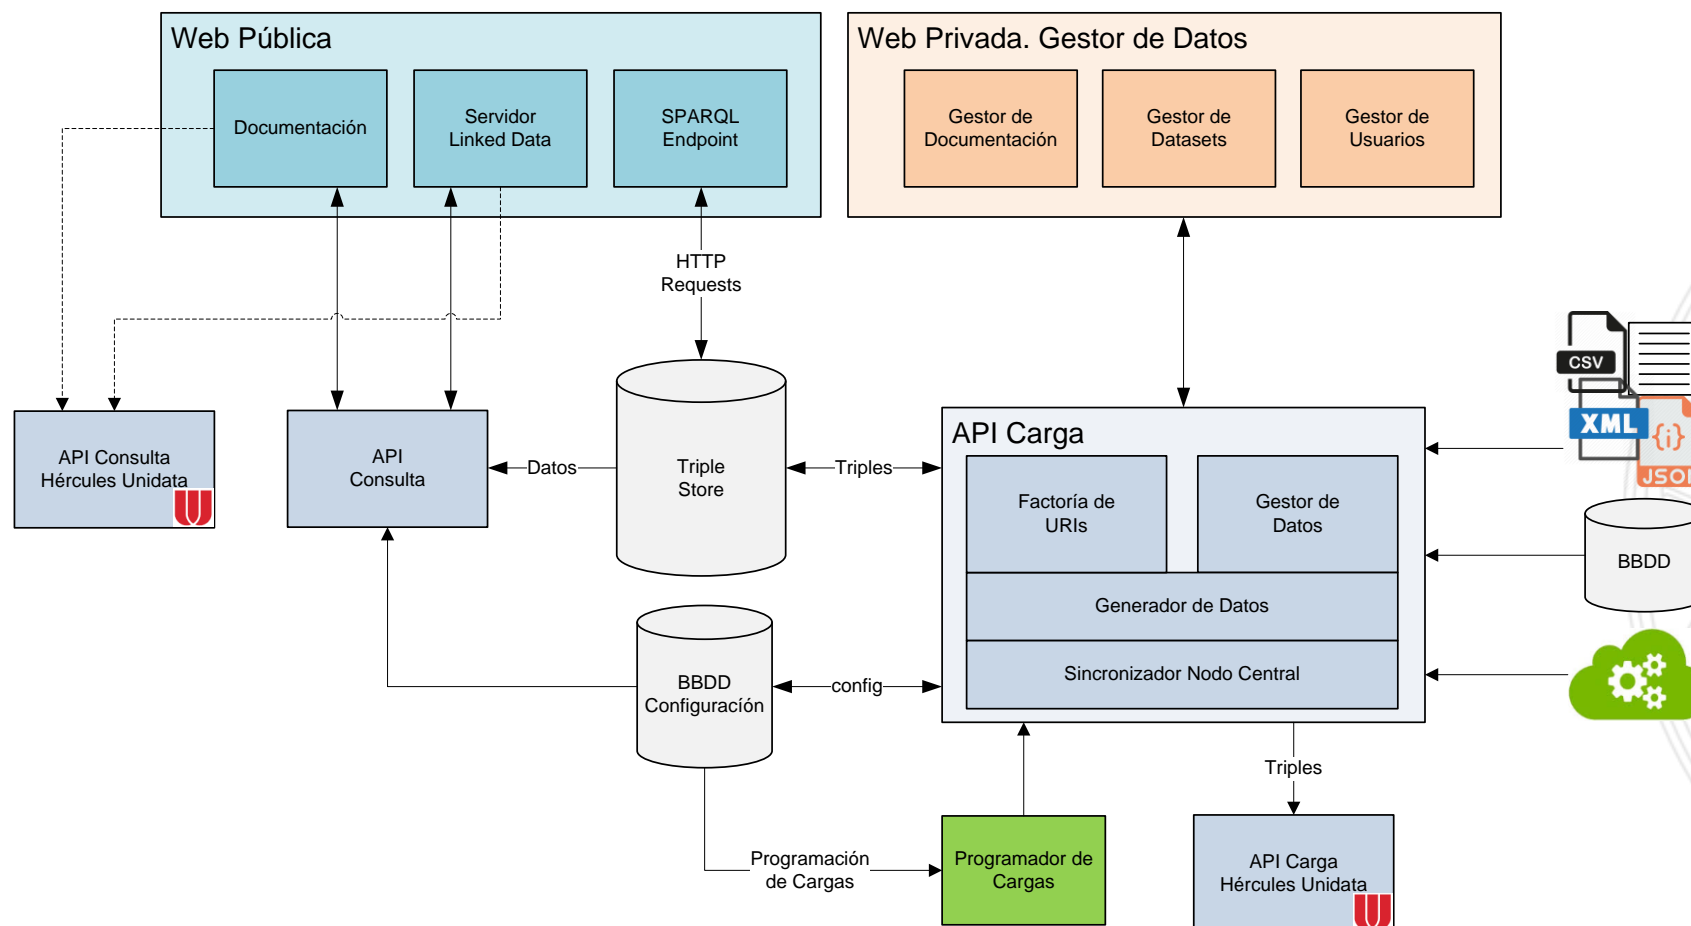 Web Pública
Documentación
Servidor
Linked Data
SPARQL
Endpoint
Web Privada. Gestor de Datos
Gestor de
Documentación
Gestor de
Datasets
Gestor de
Usuarios
HTTP
Requests
CSV
XML
{i}
JSON
API Consulta
Hércules Unidata
API
Consulta
Datos
Triple
Store
Triples
API Carga
Factoría de
URIs
Gestor de
Datos
Generador de Datos
Sincronizador Nodo Central
BBDD
BBDD
Configuracíón
config
Triples
Programación
de Cargas
Programador de
Cargas
API Carga
Hércules Unidata